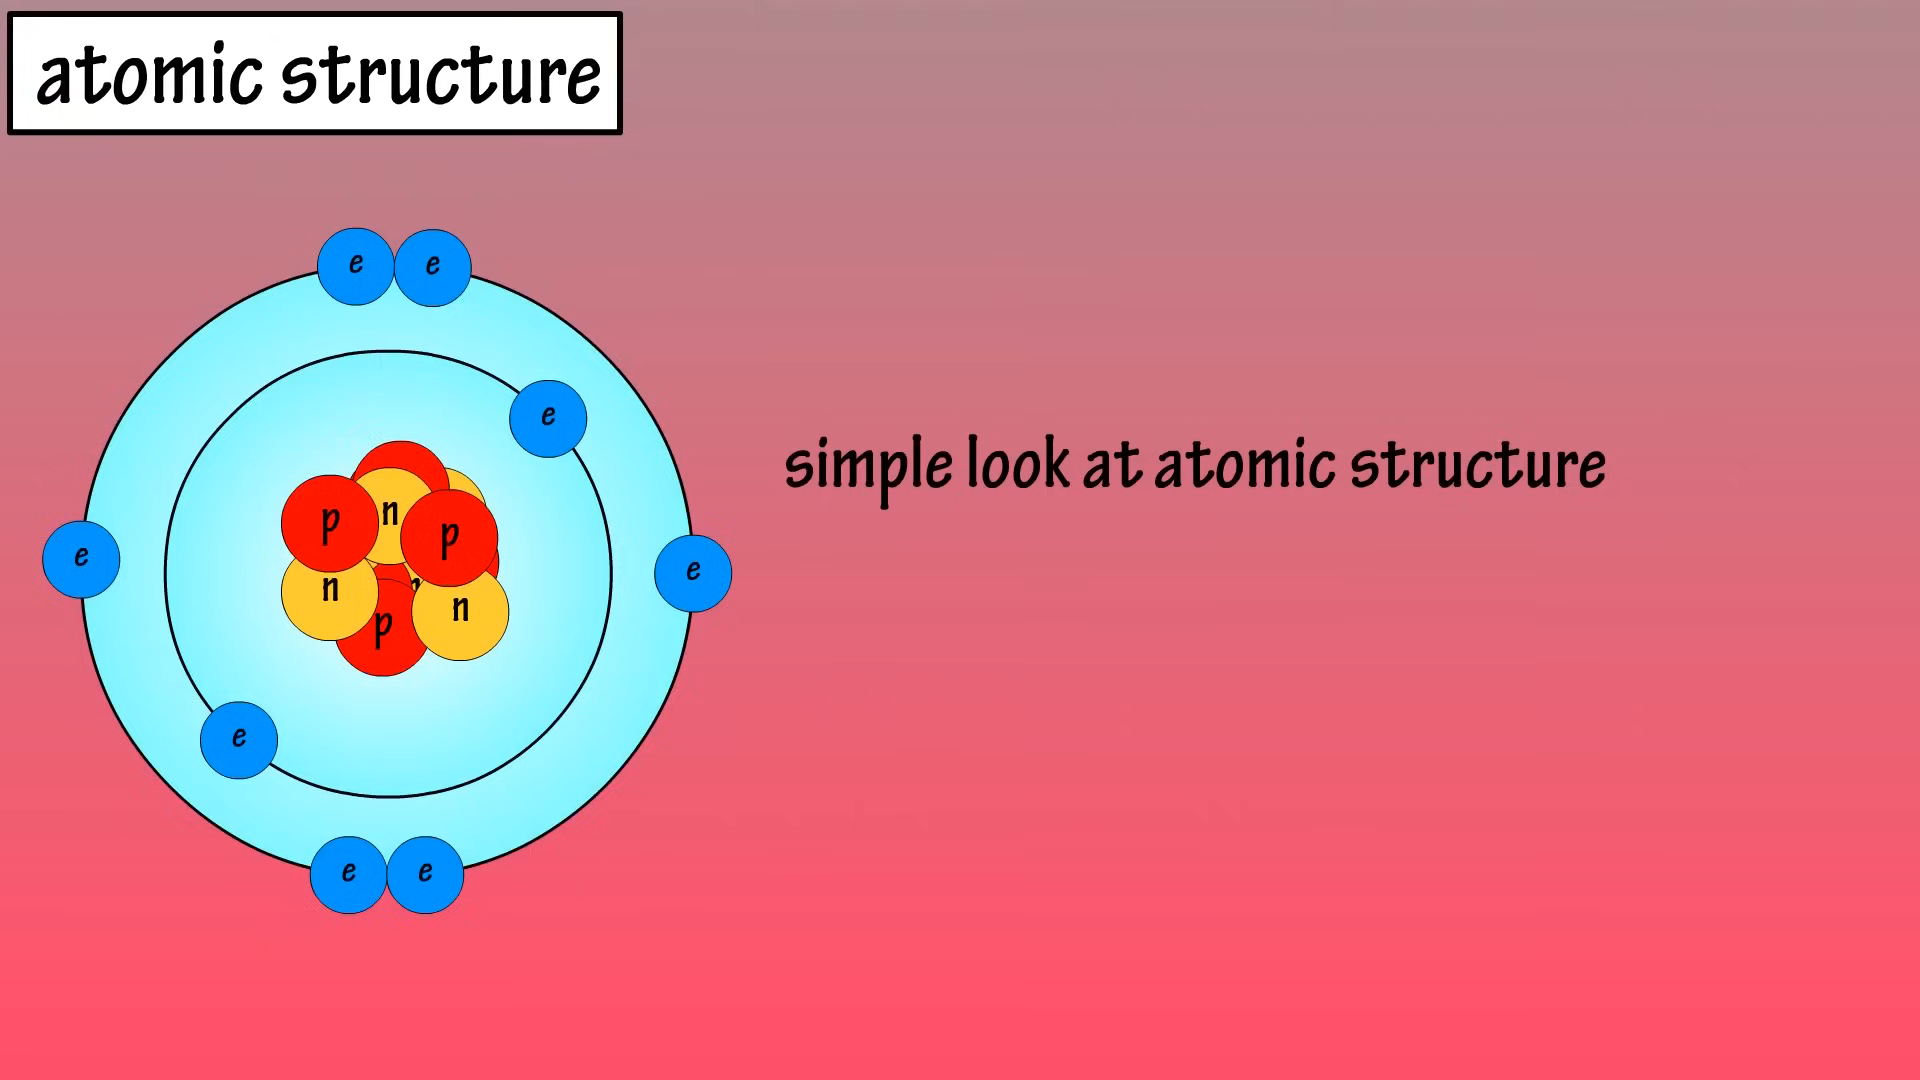 atomic structure
e e
e
p n p
simple look at atomic structure
e n n e
p n
e
e e